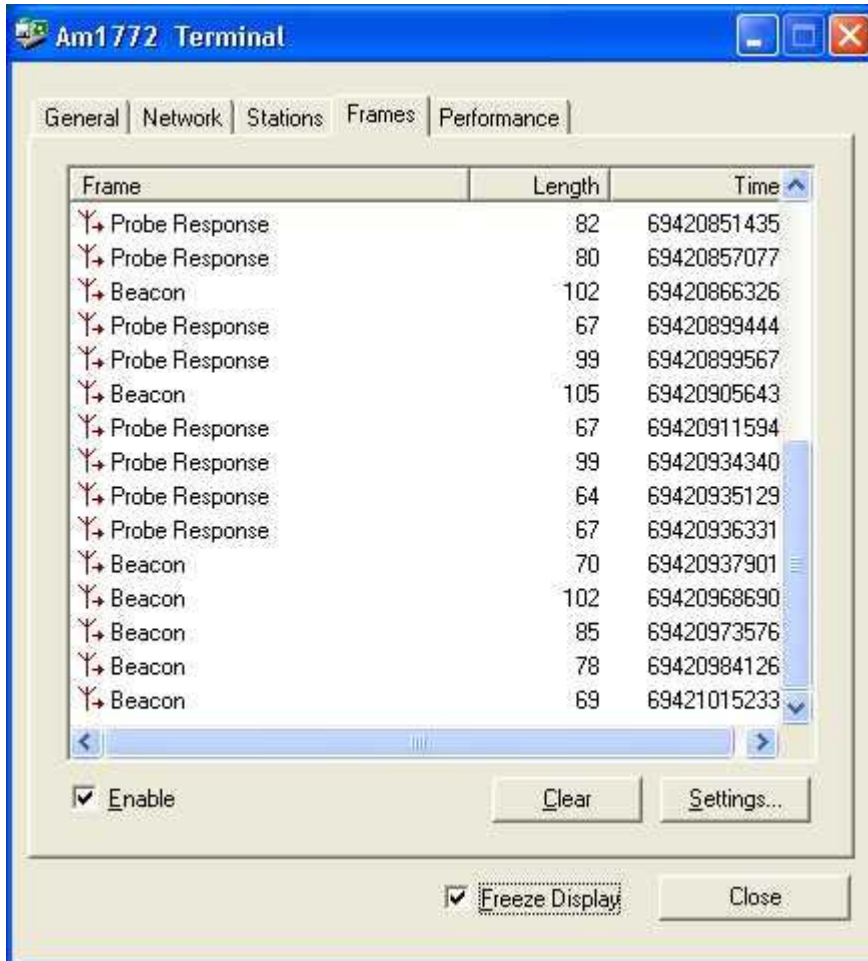 Am1772 Terminal
General Network Stations Frames Performance
Frame Length Time
Probe Response 82 69420851435
Probe Response 80 69420857077
Beacon 102 69420866326
Probe Response 67 69420899444
Probe Response 99 69420899567
Beacon 105 69420905643
Probe Response 67 69420911594
Probe Response 99 69420934340
Probe Response 64 69420935129
Probe Response 67 69420936331
Beacon 70 69420937901
Beacon 102 69420968690
Beacon 85 69420973576
Beacon 78 69420984126
Beacon 69 69421015233
Enable Clear Settings...
Freeze Display Close